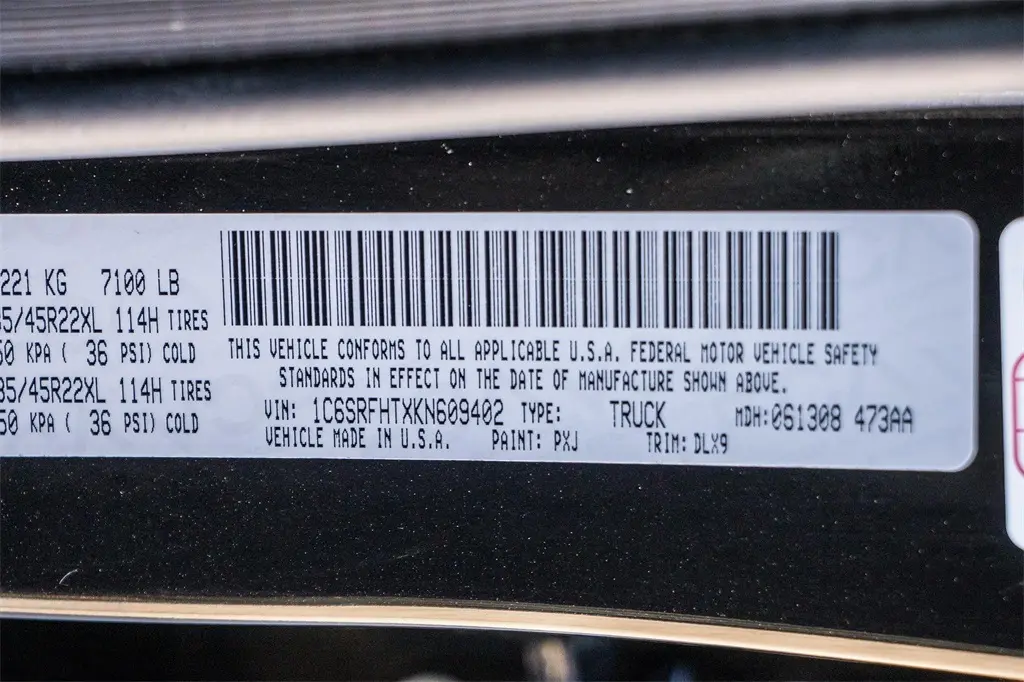 221 KG 7100 LB
35/45R22XL 114H TIRES
50 KPA ( 36 PSI) COLD
THIS VEHICLE CONFORMS TO ALL APPLICABLE U.S.A. FEDERAL MOTOR VEHICLE SAFETY
85/45R22XL 114H TIRES
STANDARDS IN EFFECT ON THE DATE OF MANUFACTURE SHOWN ABOVE.
50 KPA ( 36 PSI) COLD
VIN: 1C6SRFHTXKN609402 TYPE: TRUCK MDH:061308 473AA
VEHICLE MADE IN U.S.A. PAINT: PXJ TRIM: DLX9